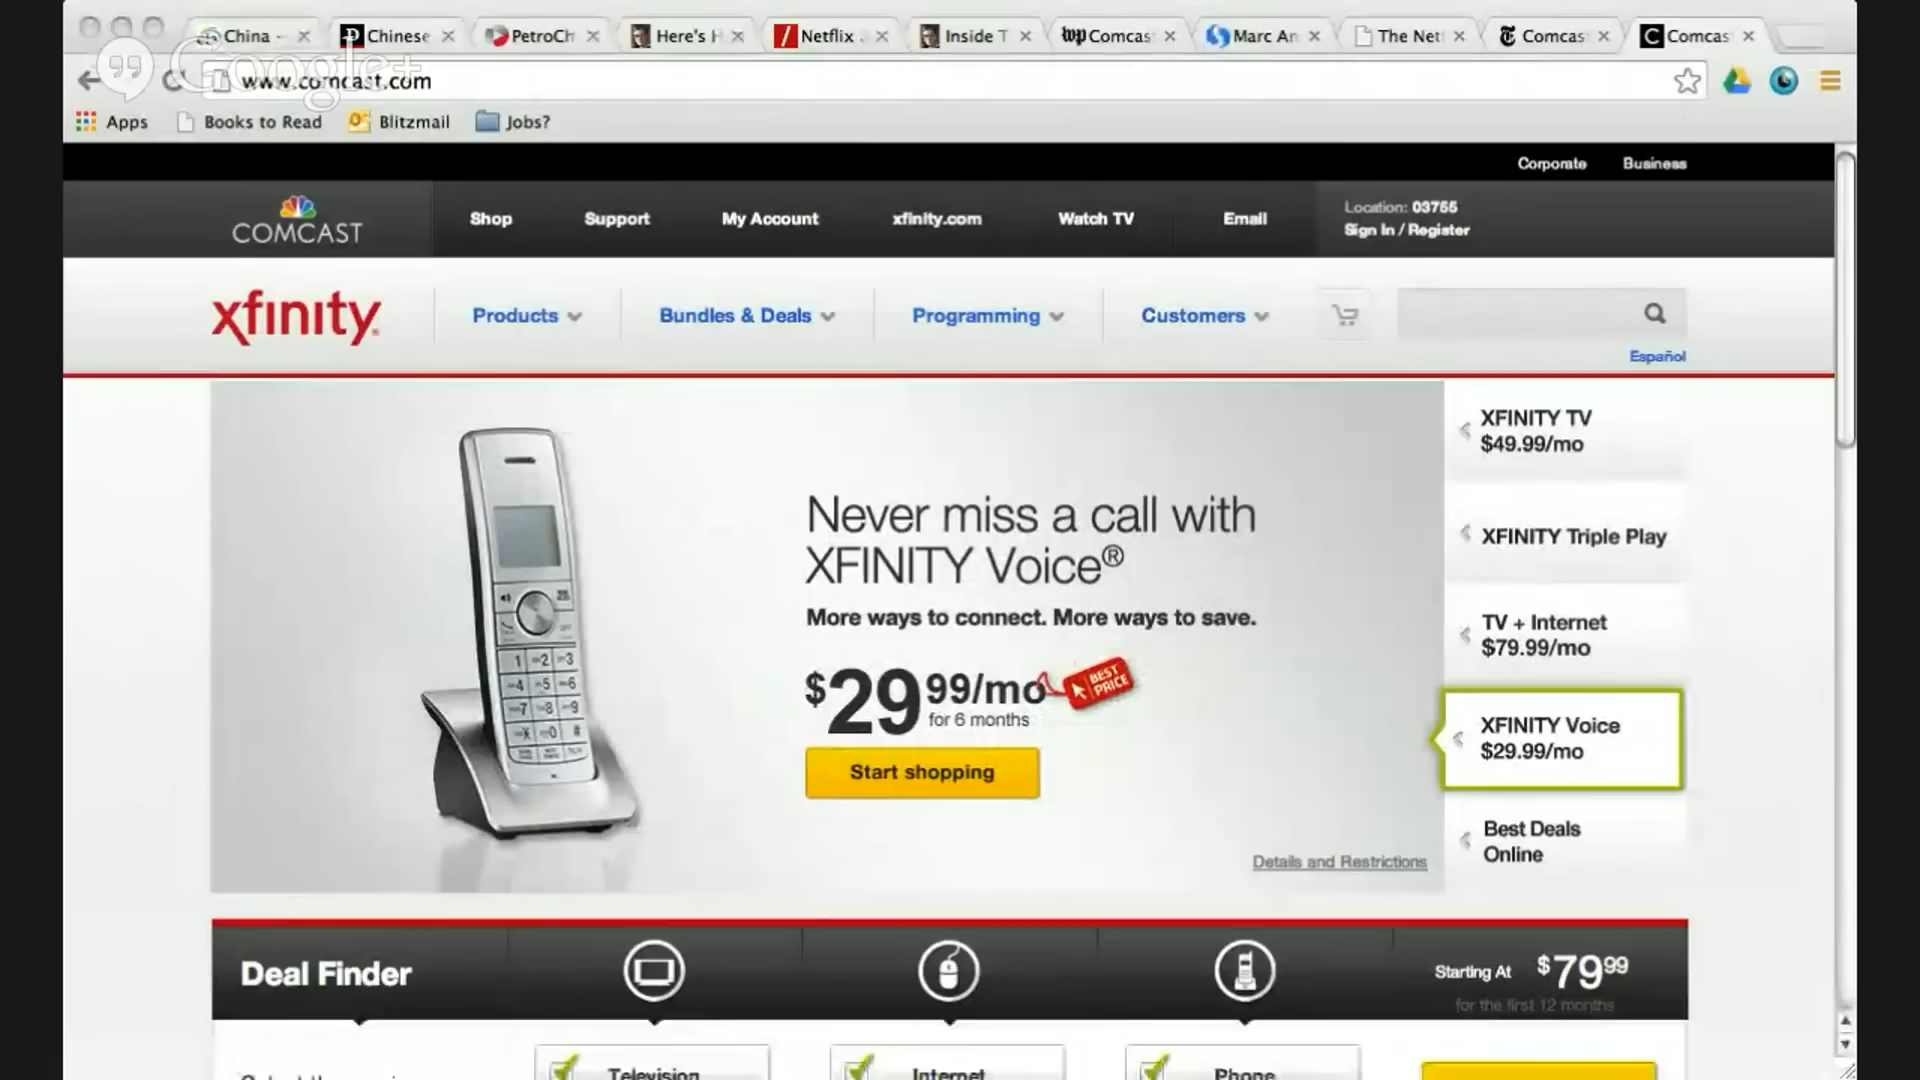 China -
Chinese
PetroCh
Here's H
Netflix
Inside T
wp Comcas
Marc An
The Net
T Comcas
C Comcas
Google+
www.comcast.com
Apps
Books to Read
Blitzmail
Jobs?
Corporate
Business
COMCAST
Shop
Support
My Account
xfinity.com
Watch TV
Email
Location: 03755
Sign In / Register
xfinity
Products
Bundles & Deals
Programming
Customers
Español
Never miss a call with
XFINITY Voice®
More ways to connect. More ways to save.
$29 99/mo
for 6 months
BEST PRICE
Start shopping
Details and Restrictions
XFINITY TV
$49.99/mo
XFINITY Triple Play
TV + Internet
$79.99/mo
XFINITY Voice
$29.99/mo
Best Deals
Online
Deal Finder
Starting At $79 99
for the first 12 months
Television
Internet
Phone